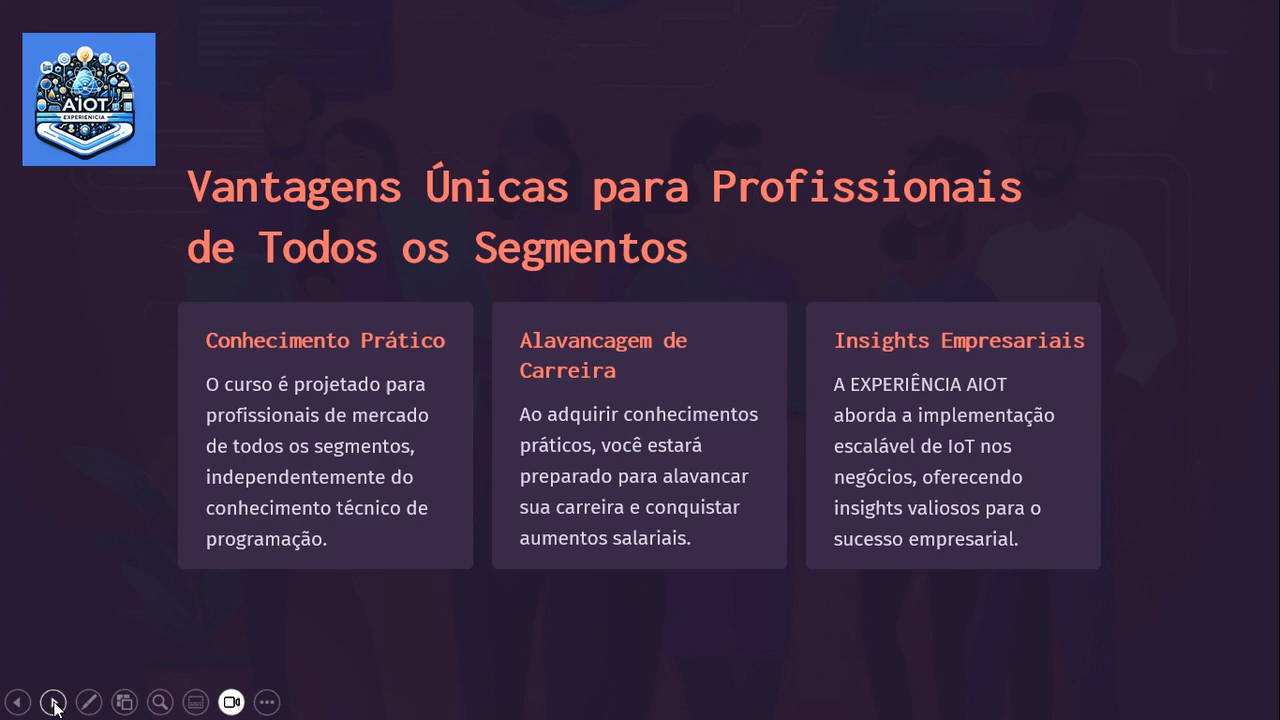 AIOT
EXPERIENICIA
Vantagens Únicas para Profissionais
de Todos os Segmentos
Conhecimento Prático
O curso é projetado para
profissionais de mercado
de todos os segmentos,
independentemente do
conhecimento técnico de
programação.
Alavancagem de
Carreira
Ao adquirir conhecimentos
práticos, você estará
preparado para alavancar
sua carreira e conquistar
aumentos salariais.
Insights Empresariais
A EXPERIÊNCIA AIOT
aborda a implementação
escalável de IoT nos
negócios, oferecendo
insights valiosos para o
sucesso empresarial.